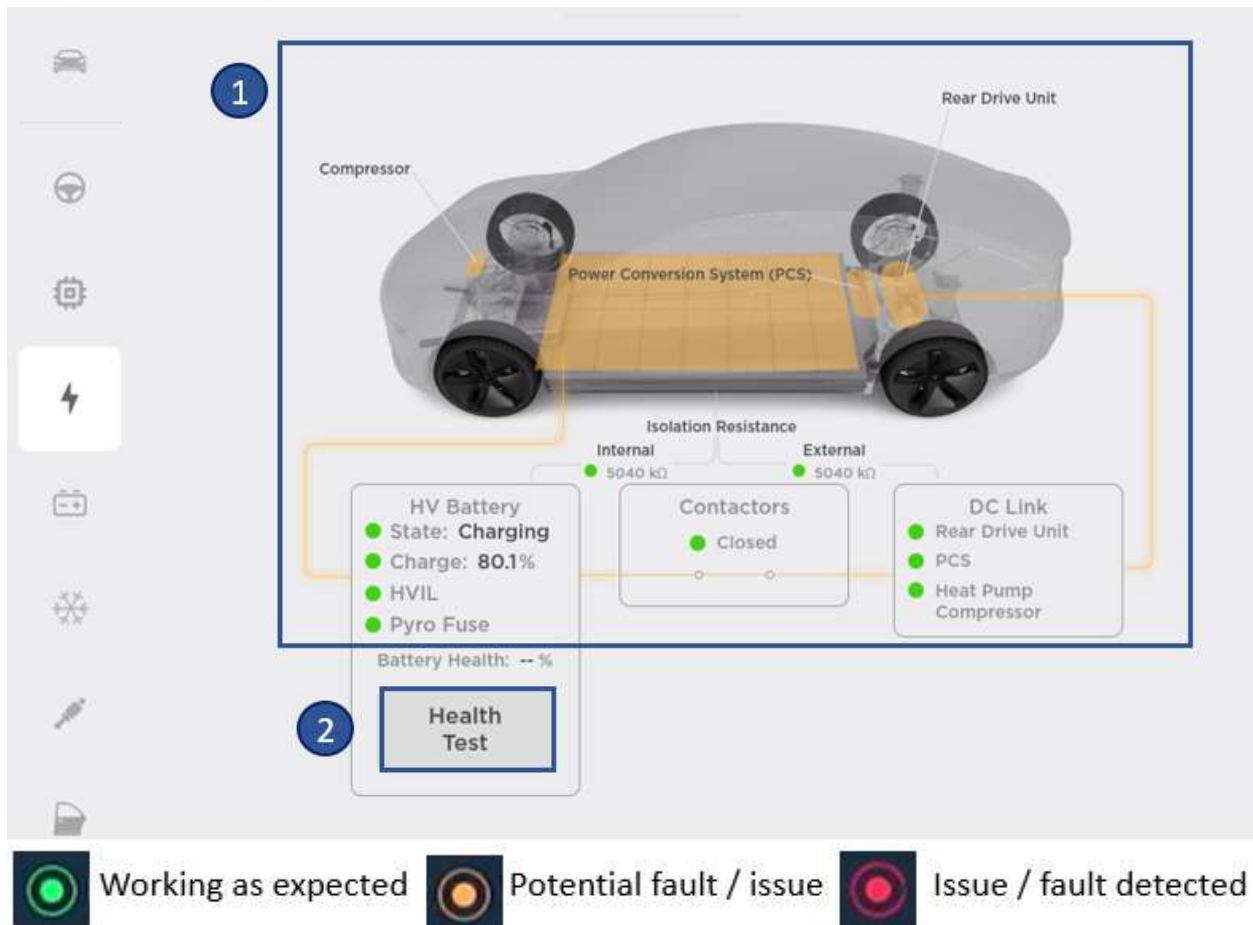 1
Rear Drive Unit
Compressor
Power Conversion System (PCS)
Isolation Resistance
Internal
5040 kΩ
External
5040 kΩ
HV Battery
State: Charging
Charge: 80.1%
HVIL
Pyro Fuse
Battery Health: -- %
Contactors
Closed
DC Link
Rear Drive Unit
PCS
Heat Pump
Compressor
2
Health
Test
Working as expected
Potential fault / issue
Issue / fault detected